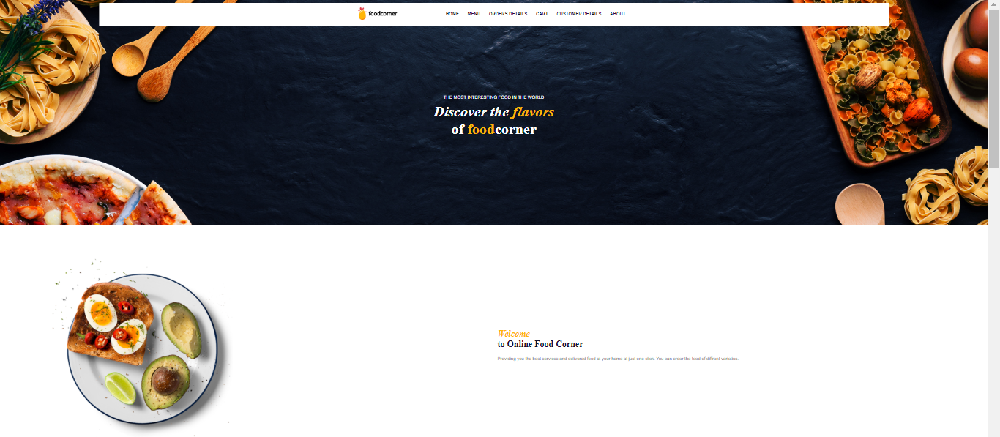 foodcorner
HOME MENU ORDERS DETAILS CART CUSTOMER DETAILS ABOUT
THE MOST INTERESTING FOOD IN THE WORLD
Discover the flavors
of foodcorner
Welcome
to Online Food Corner
Providing you the best services and delivered food at your home at just one click. You can order the food of diffrent varieties.